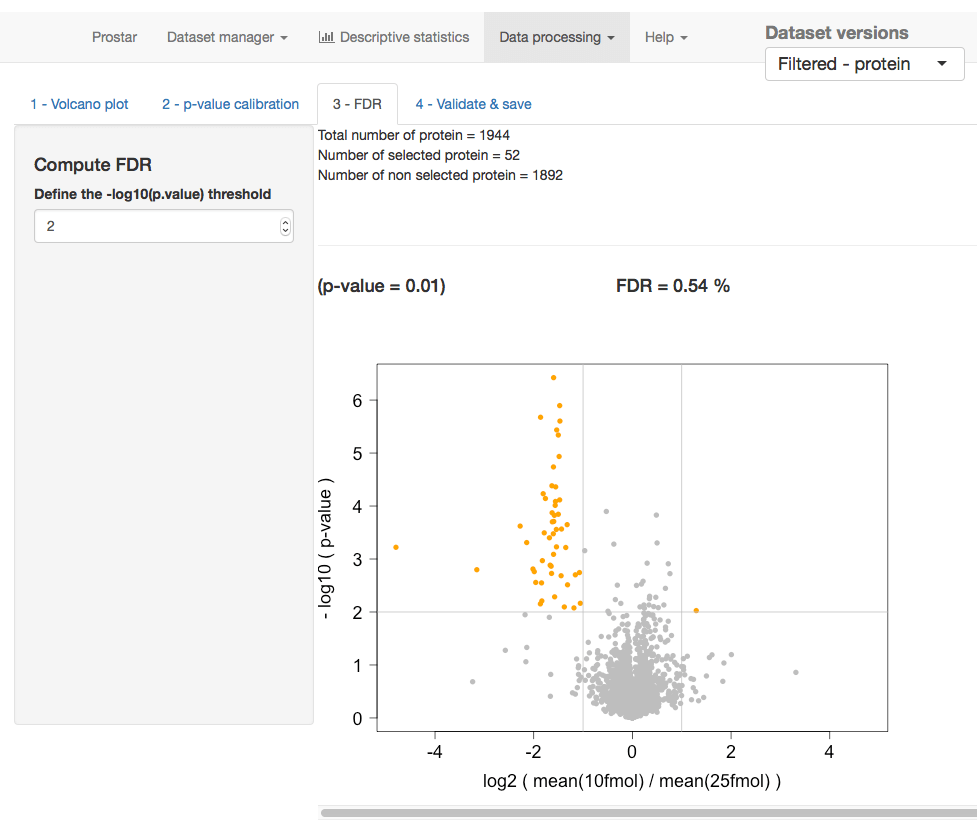 Prostar Dataset manager Descriptive statistics Data processing Help Dataset versions
Filtered - protein
1 - Volcano plot 2 - p-value calibration 3 - FDR 4 - Validate & save
Total number of protein = 1944
Number of selected protein = 52
Number of non selected protein = 1892
Compute FDR
Define the -log10(p.value) threshold
2
(p-value = 0.01) FDR = 0.54 %
6
5
4
3
2
1
0
- log10 ( p-value )
-4 -2 0 2 4
log2 ( mean(10fmol) / mean(25fmol) )